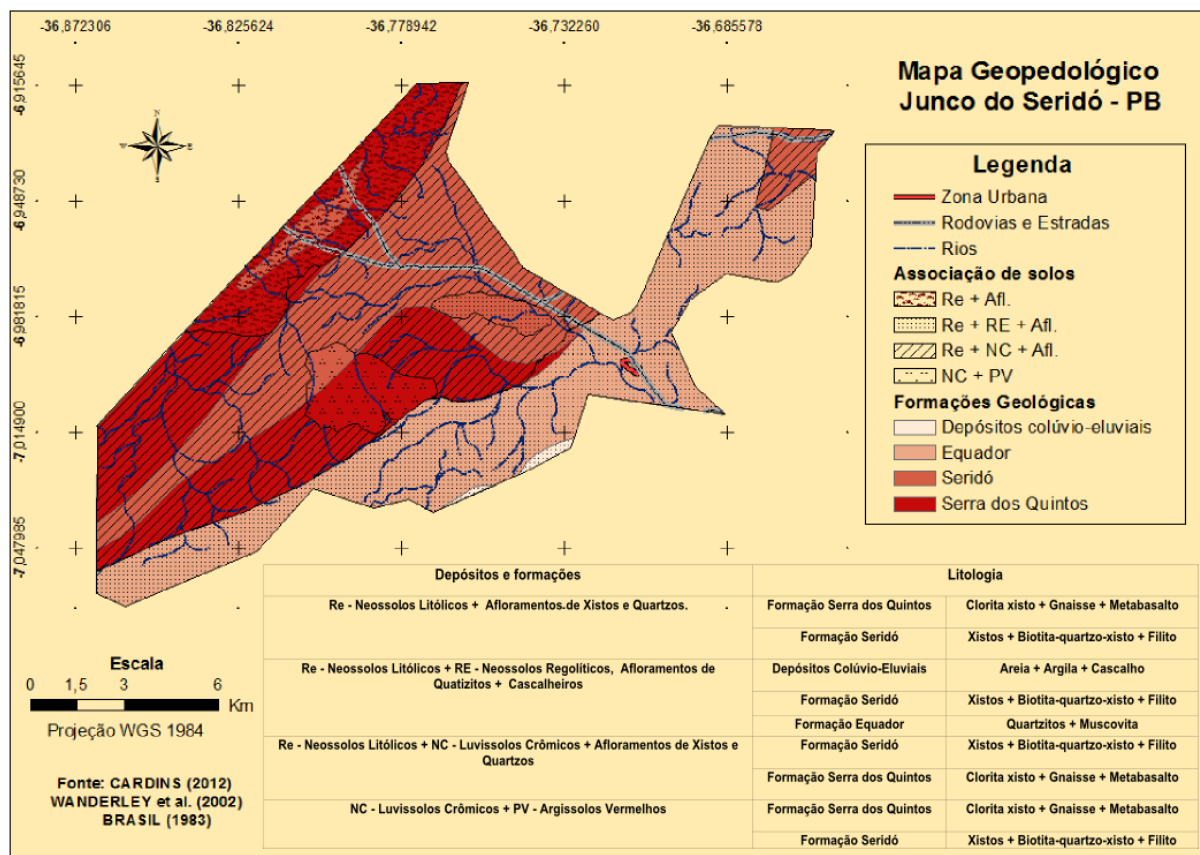 -36,872306 -36,825624 -36,778942 -36,732260 -36,685578
-6,915645
-6,948730
-6,981815
-7,014900
-7,047985
Mapa Geopedológico
Junco do Seridó - PB
Legenda
Zona Urbana
Rodovias e Estradas
Rios
Associação de solos
Re + Afl.
Re + RE + Afl.
Re + NC + Afl.
NC + PV
Formações Geológicas
Depósitos colúvio-eluviais
Equador
Seridó
Serra dos Quintos
Escala
0 1,5 3 6
Km
Projeção WGS 1984
Fonte: CARDINS (2012)
WANDERLEY et al. (2002)
BRASIL (1983)
Depósitos e formações Litologia
Re - Neossolos Litólicos + Afloramentos de Xistos e Quartzos. Formação Serra dos Quintos Clorita xisto + Gnaisse + Metabasalto
Formação Seridó Xistos + Biotita-quartzo-xisto + Filito
Re - Neossolos Litólicos + RE - Neossolos Regolíticos, Afloramentos de Depósitos Colúvio-Eluviais Areia + Argila + Cascalho
Quatizitos + Cascalheiros
Formação Seridó Xistos + Biotita-quartzo-xisto + Filito
Formação Equador Quartzitos + Muscovita
Re - Neossolos Litólicos + NC - Luvissolos Crômicos + Afloramentos de Xistos e Formação Seridó Xistos + Biotita-quartzo-xisto + Filito
Quartzos
Formação Serra dos Quintos Clorita xisto + Gnaisse + Metabasalto
NC - Luvissolos Crômicos + PV - Argissolos Vermelhos Formação Serra dos Quintos Clorita xisto + Gnaisse + Metabasalto
Formação Seridó Xistos + Biotita-quartzo-xisto + Filito